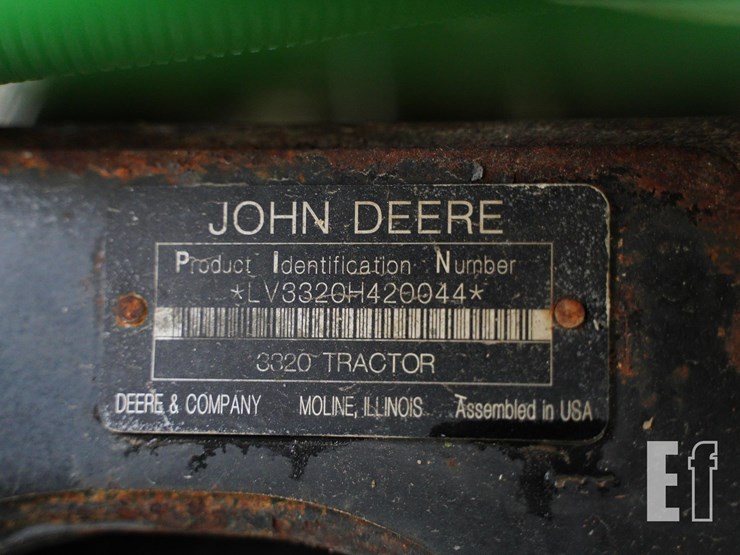 JOHN DEERE
Product Identification Number
*LV3320H420044*
3320 TRACTOR
DEERE & COMPANY MOLINE, ILLINOIS Assembled in USA
Ef